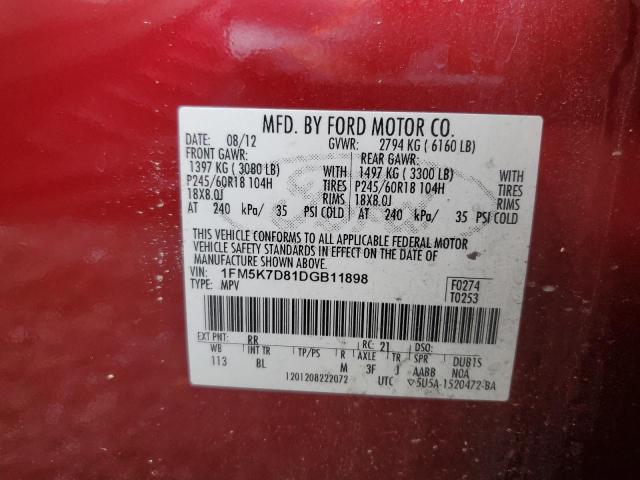 MFD. BY FORD MOTOR CO.
DATE: 08/12 GVWR: 2794 KG ( 6160 LB)
FRONT GAWR: REAR GAWR:
1397 KG ( 3080 LB) WITH 1497 KG ( 3300 LB) WITH
P245/60R18 104H TIRES P245/60R18 104H TIRES
18X8.0J RIMS 18X8.0J RIMS
AT 240 kPa/ 35 PSI COLD AT 240 kPa/ 35 PSI COLD
THIS VEHICLE CONFORMS TO ALL APPLICABLE FEDERAL MOTOR
VEHICLE SAFETY STANDARDS IN EFFECT ON THE DATE OF
MANUFACTURE SHOWN ABOVE.
VIN: 1FM5K7D81DGB11898 F0274
TYPE: MPV T0253
EXT PNT: RR RC: 21 DSO:
WB INT TR TP/PS R AXLE TR SPR DUB1S
113 BL M 3F J AABB NOA
1201208222072 UTC ▽5U5A-1520472-BA
Ford